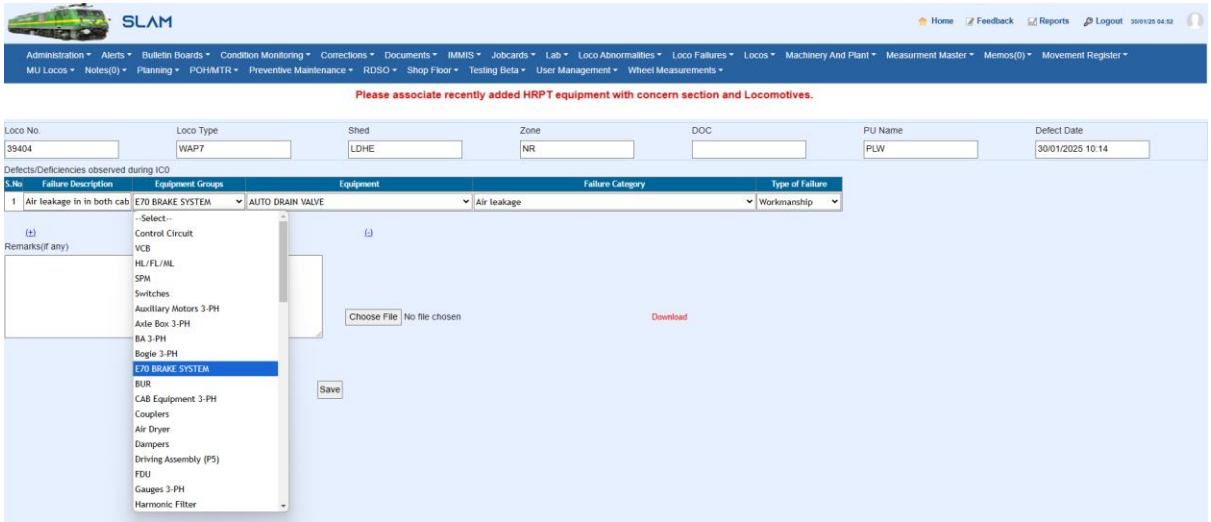 SLAM
Home Feedback Reports Logout 30/01/25 04:52
Administration Alerts Bulletin Boards Condition Monitoring Corrections Documents IMMIS Jobcards Lab Loco Abnormalities Loco Failures Locos Machinery And Plant Measurment Master Memos(0) Movement Register
MU Locos Notes(0) Planning POH/MTR Preventive Maintenance RDSO Shop Floor Testing Beta User Management Wheel Measurements
Please associate recently added HRPT equipment with concern section and Locomotives.
Loco No. Loco Type Shed Zone DOC PU Name Defect Date
39404 WAP7 LDHE NR PLW 30/01/2025 10:14
Defects/Deficiencies observed during IC0
S.No Failure Description Equipment Groups Equipment Failure Category Type of Failure
1 Air leakage in in both cab E70 BRAKE SYSTEM AUTO DRAIN VALVE Air leakage Workmanship
--Select--
(+) Control Circuit (-)
Remarks(if any) VCB
HL/FL/ML
SPM
Switches
Auxiliary Motors 3-PH
Choose File No file chosen Download
Axle Box 3-PH
BA 3-PH
Bogie 3-PH
E70 BRAKE SYSTEM
BUR
Save
CAB Equipment 3-PH
Couplers
Air Dryer
Dampers
Driving Assembly (P5)
FDU
Gauges 3-PH
Harmonic Filter